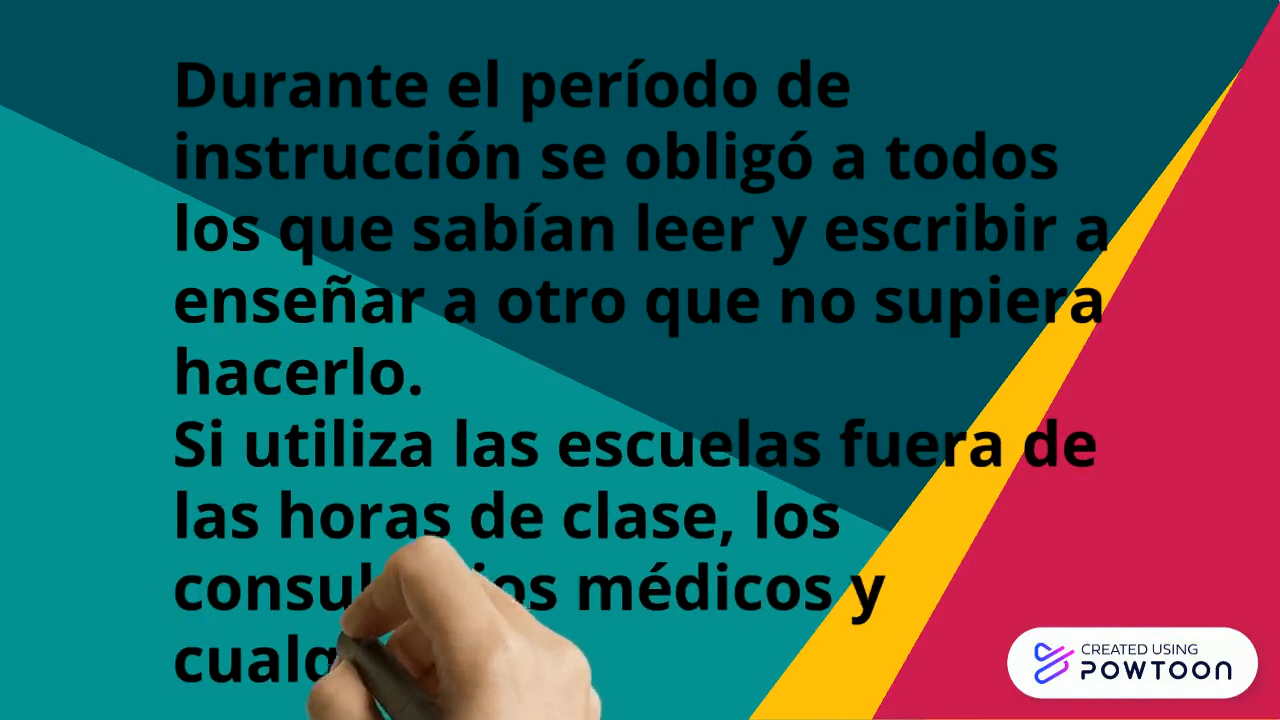 Durante el período de
instrucción se obligó a todos
los que sabían leer y escribir a
enseñar a otro que no supiera
hacerlo.
Si utiliza las escuelas fuera de
las horas de clase, los
médicos y
CREATED USING
POWTOON